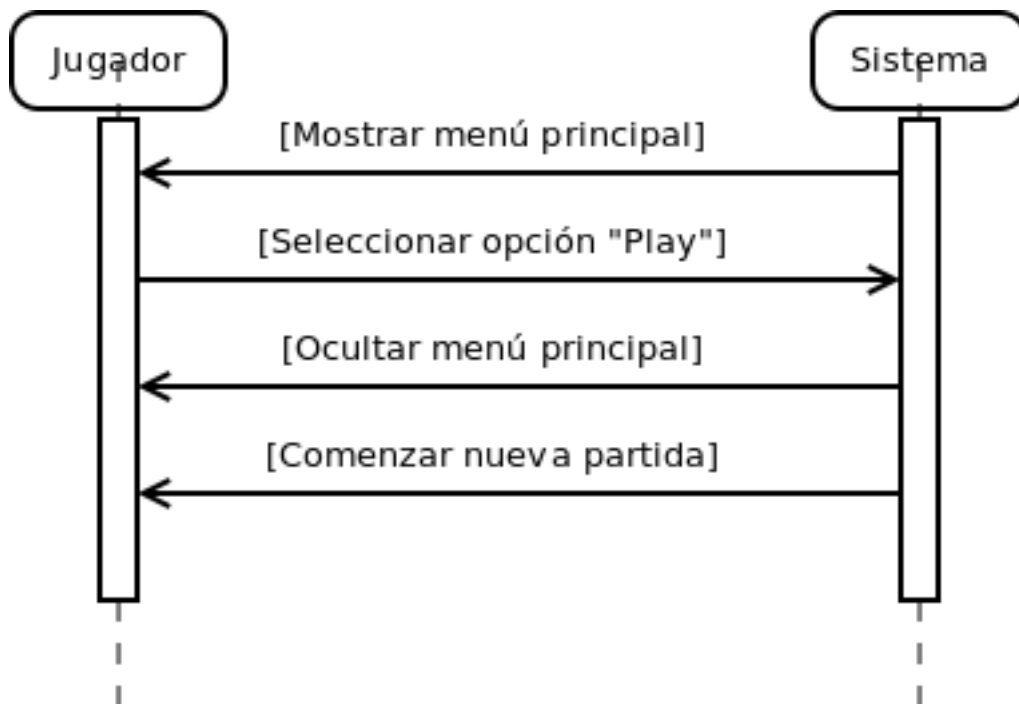 Jugador
Sistema
[Mostrar menú principal]
[Seleccionar opción "Play"]
[Ocultar menú principal]
[Comenzar nueva partida]